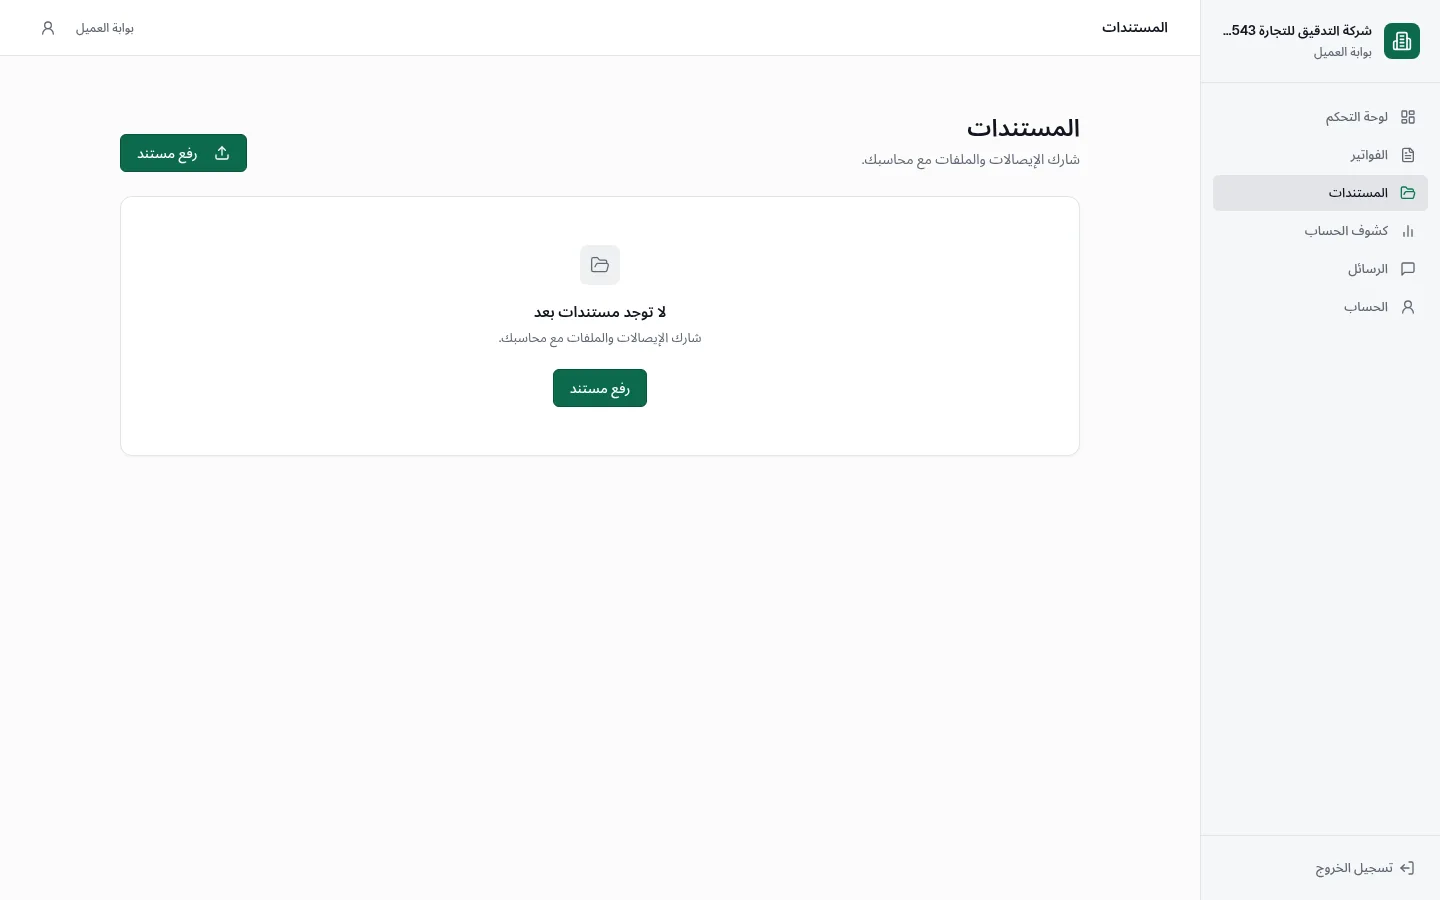 شركة التدقيق للتجارة 543...
بوابة العميل
لوحة التحكم
الفواتير
المستندات
كشوف الحساب
الرسائل
الحساب
تسجيل الخروج
المستندات
بوابة العميل
المستندات
شارك الإيصالات والملفات مع محاسبك.
رفع مستند
لا توجد مستندات بعد
شارك الإيصالات والملفات مع محاسبك.
رفع مستند